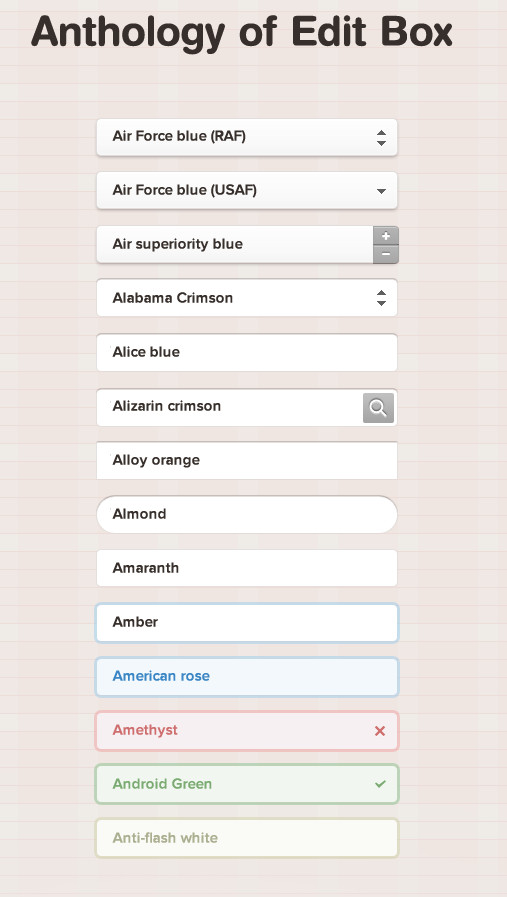 Anthology of Edit Box
Air Force blue (RAF)
Air Force blue (USAF)
Air superiority blue
Alabama Crimson
Alice blue
Alizarin crimson
Alloy orange
Almond
Amaranth
Amber
American rose
Amethyst
Android Green
Anti-flash white